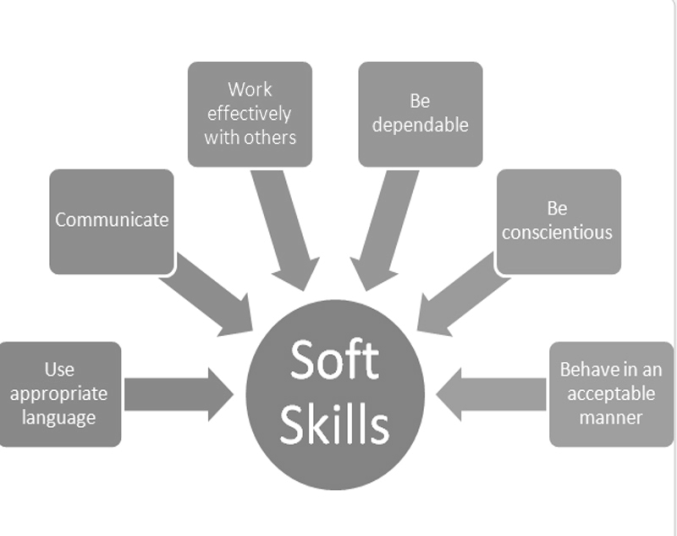 Work
effectively
with others
Be
dependable
Communicate
Be
conscientious
Use
appropriate
language
Soft
Skills
Behave in an
acceptable
manner